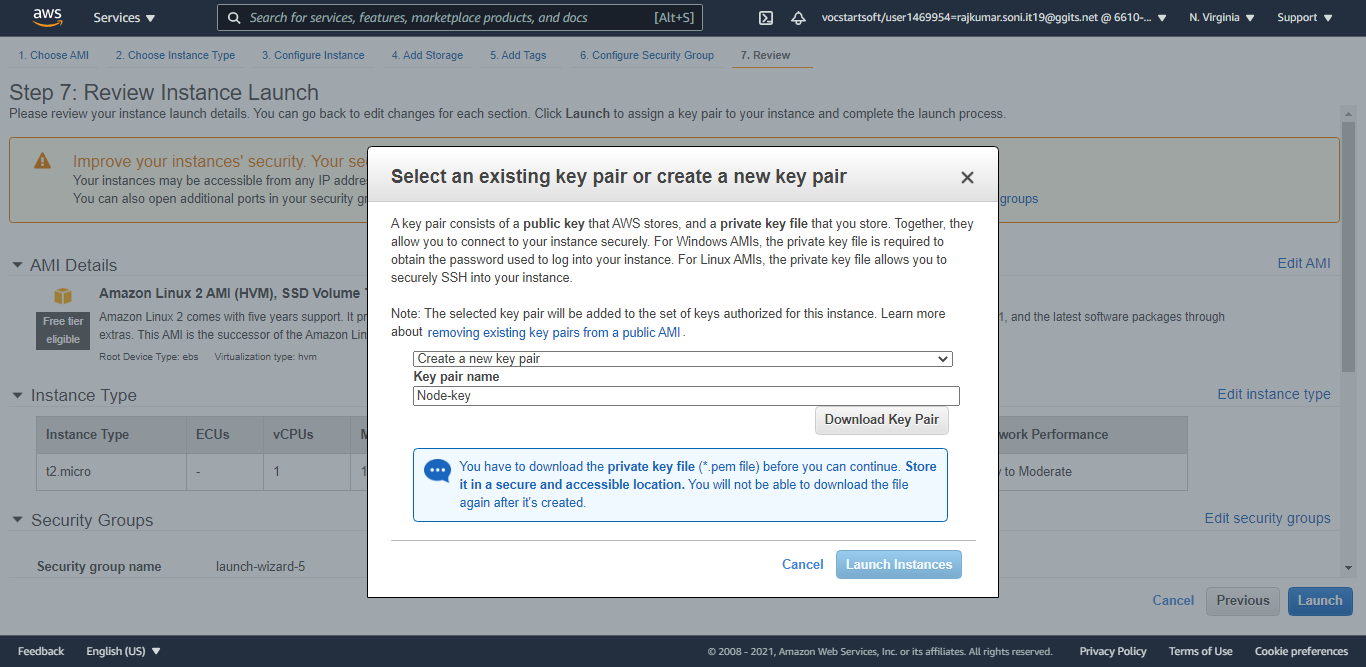 aws
Services
Search for services, features, marketplace products, and docs [Alt+S]
vocstartsoft/user1469954=rajkumar.soni.it19@ggits.net @ 6610-...
N. Virginia
Support
1. Choose AMI 2. Choose Instance Type 3. Configure Instance 4. Add Storage 5. Add Tags 6. Configure Security Group 7. Review
Step 7: Review Instance Launch
Please review your instance launch details. You can go back to edit changes for each section. Click Launch to assign a key pair to your instance and complete the launch process.
Improve your instances' security. Your
Your instances may be accessible from any IP
You can also open additional ports in your security
groups
Select an existing key pair or create a new key pair
A key pair consists of a public key that AWS stores, and a private key file that you store. Together, they
allow you to connect to your instance securely. For Windows AMIs, the private key file is required to
obtain the password used to log into your instance. For Linux AMIs, the private key file allows you to
securely SSH into your instance.
Note: The selected key pair will be added to the set of keys authorized for this instance. Learn more
about removing existing key pairs from a public AMI .
Create a new key pair
Key pair name
Node-key
Download Key Pair
You have to download the private key file (*.pem file) before you can continue. Store
it in a secure and accessible location. You will not be able to download the file
again after it's created.
Cancel Launch Instances
AMI Details
Edit AMI
Amazon Linux 2 AMI (HVM), SSD Volume
Free tier
eligible
Amazon Linux 2 comes with five years support. It
, and the latest software packages through
extras. This AMI is the successor of the Amazon
Root Device Type: ebs Virtualization type: hvm
Instance Type
Edit instance type
Instance Type ECUs vCPUs
Performance
t2.micro - 1
to Moderate
Security Groups
Edit security groups
Security group name launch-wizard-5
Cancel Previous Launch
Feedback English (US)
© 2008 - 2021, Amazon Web Services, Inc. or its affiliates. All rights reserved. Privacy Policy Terms of Use Cookie preferences